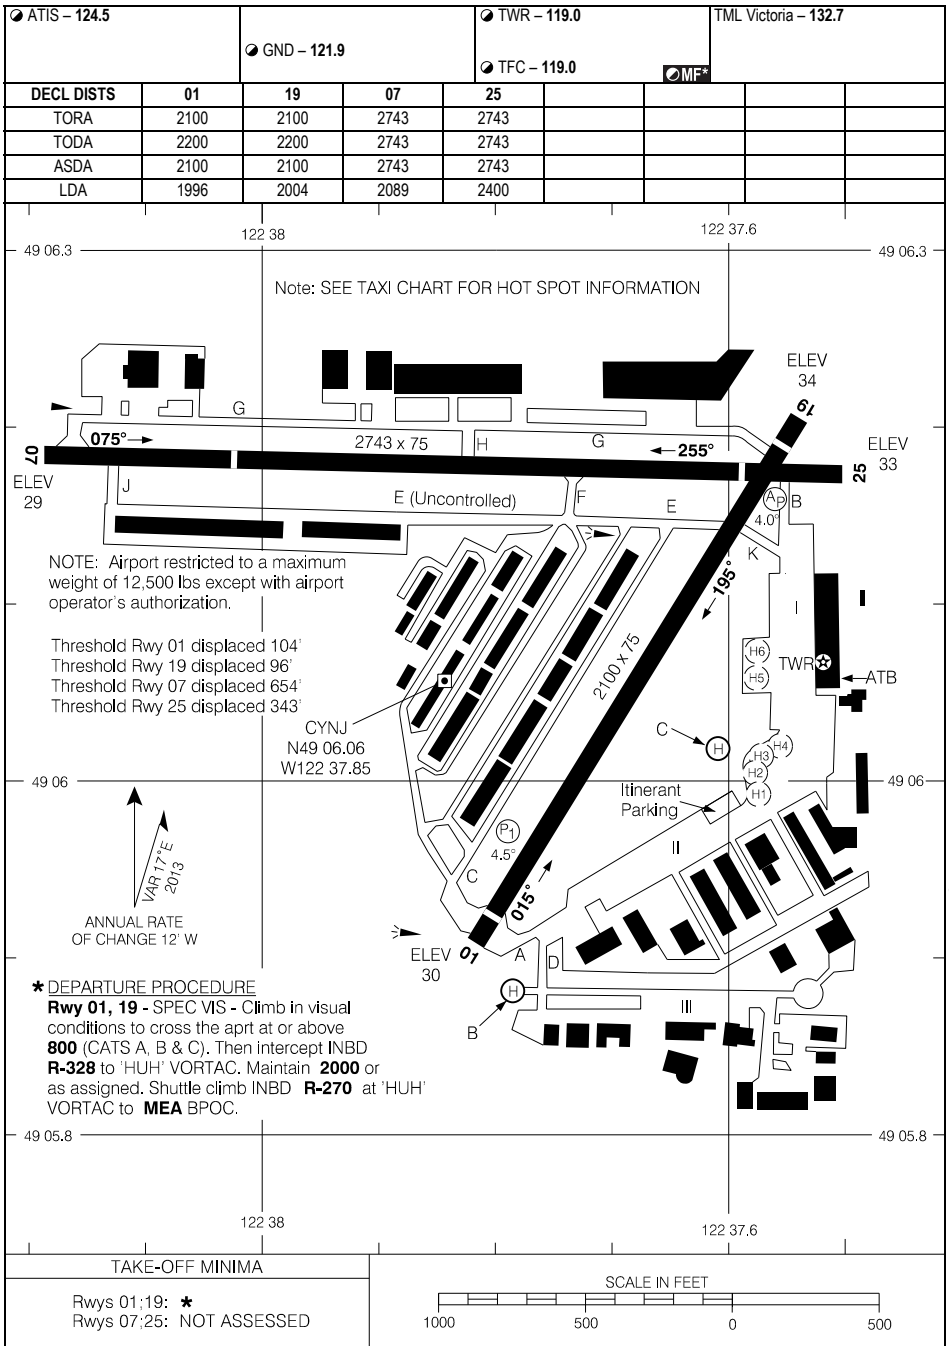 ATIS – 124.5
GND – 121.9
TWR – 119.0
TFC – 119.0
MF*
TML Victoria – 132.7
DECL DISTS 01 19 07 25
TORA 2100 2100 2743 2743
TODA 2200 2200 2743 2743
ASDA 2100 2100 2743 2743
LDA 1996 2004 2089 2400
122 38 122 37.6
49 06.3 49 06.3
Note: SEE TAXI CHART FOR HOT SPOT INFORMATION
ELEV
34
19
G
075°
2743 x 75
H
G
255°
07
ELEV
29
25
ELEV
33
J
E (Uncontrolled)
F
E
AP
4.0°
B
K
NOTE: Airport restricted to a maximum
weight of 12,500 lbs except with airport
operator's authorization.
195°
I
Threshold Rwy 01 displaced 104'
Threshold Rwy 19 displaced 96'
Threshold Rwy 07 displaced 654'
Threshold Rwy 25 displaced 343'
2100 x 75
H6
H5
TWR
ATB
CYNJ
N49 06.06
W122 37.85
C
H
H4
H3
H2
H1
49 06 49 06
Itinerant
Parking
VAR 17°E
2013
P1
4.5°
II
C
015°
ANNUAL RATE
OF CHANGE 12' W
ELEV
30
01
A
D
H
B
III
* DEPARTURE PROCEDURE
Rwy 01, 19 - SPEC VIS - Climb in visual
conditions to cross the aprt at or above
800 (CATS A, B & C). Then intercept INBD
R-328 to 'HUH' VORTAC. Maintain 2000 or
as assigned. Shuttle climb INBD R-270 at 'HUH'
VORTAC to MEA BPOC.
49 05.8 49 05.8
122 38 122 37.6
TAKE-OFF MINIMA
Rwys 01;19: *
Rwys 07;25: NOT ASSESSED
SCALE IN FEET
1000 500 0 500